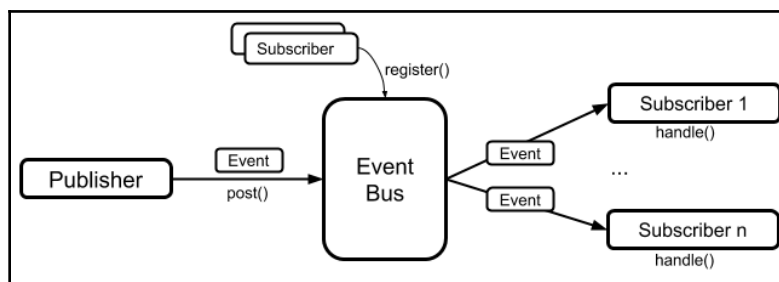 Subscriber
register()
Publisher
Event
post()
Event
Bus
Event
Event
Subscriber 1
handle()
...
Subscriber n
handle()